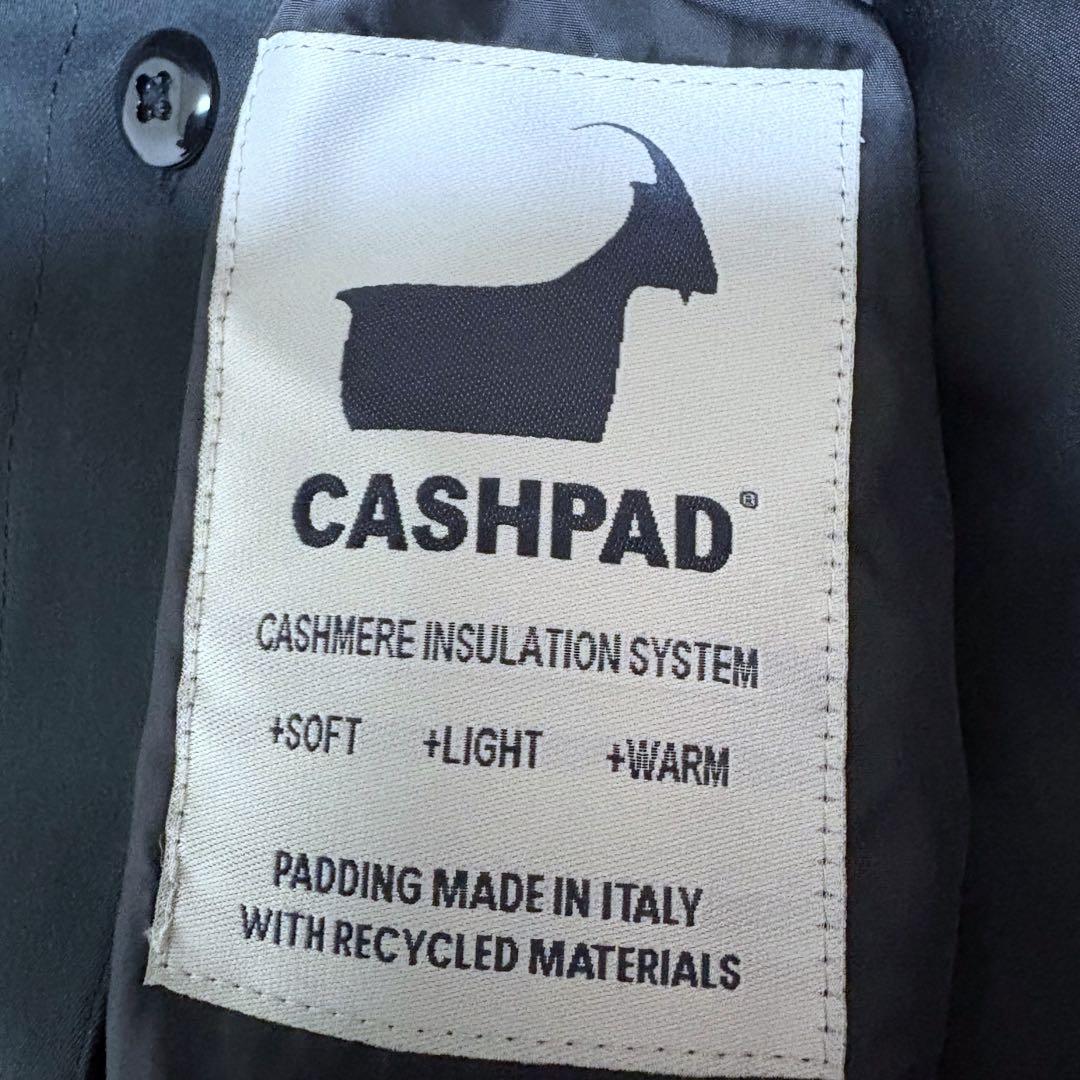 CASHPAD®
CASHMERE INSULATION SYSTEM
+SOFT +LIGHT +WARM
PADDING MADE IN ITALY
WITH RECYCLED MATERIALS